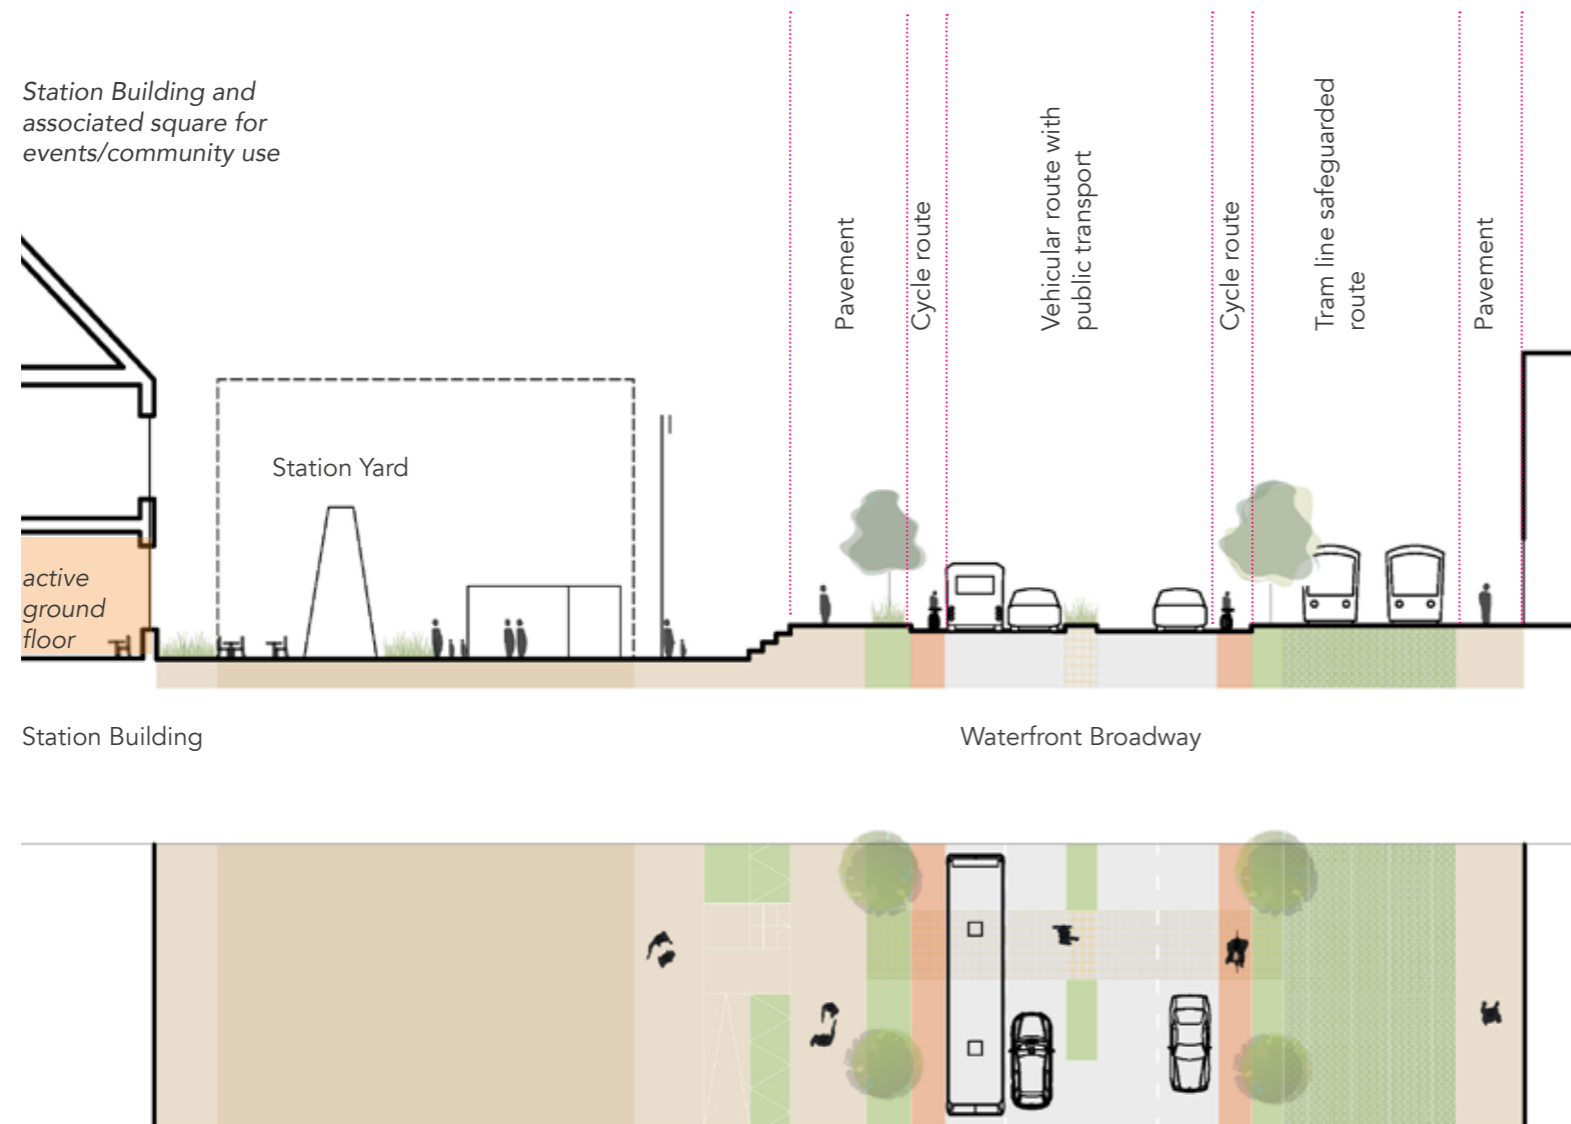 Station Building and
associated square for
events/community use
Pavement
Cycle route
Vehicular route with
public transport
Cycle route
Tram line safeguarded
route
Pavement
Station Yard
active
ground
floor
Station Building
Waterfront Broadway